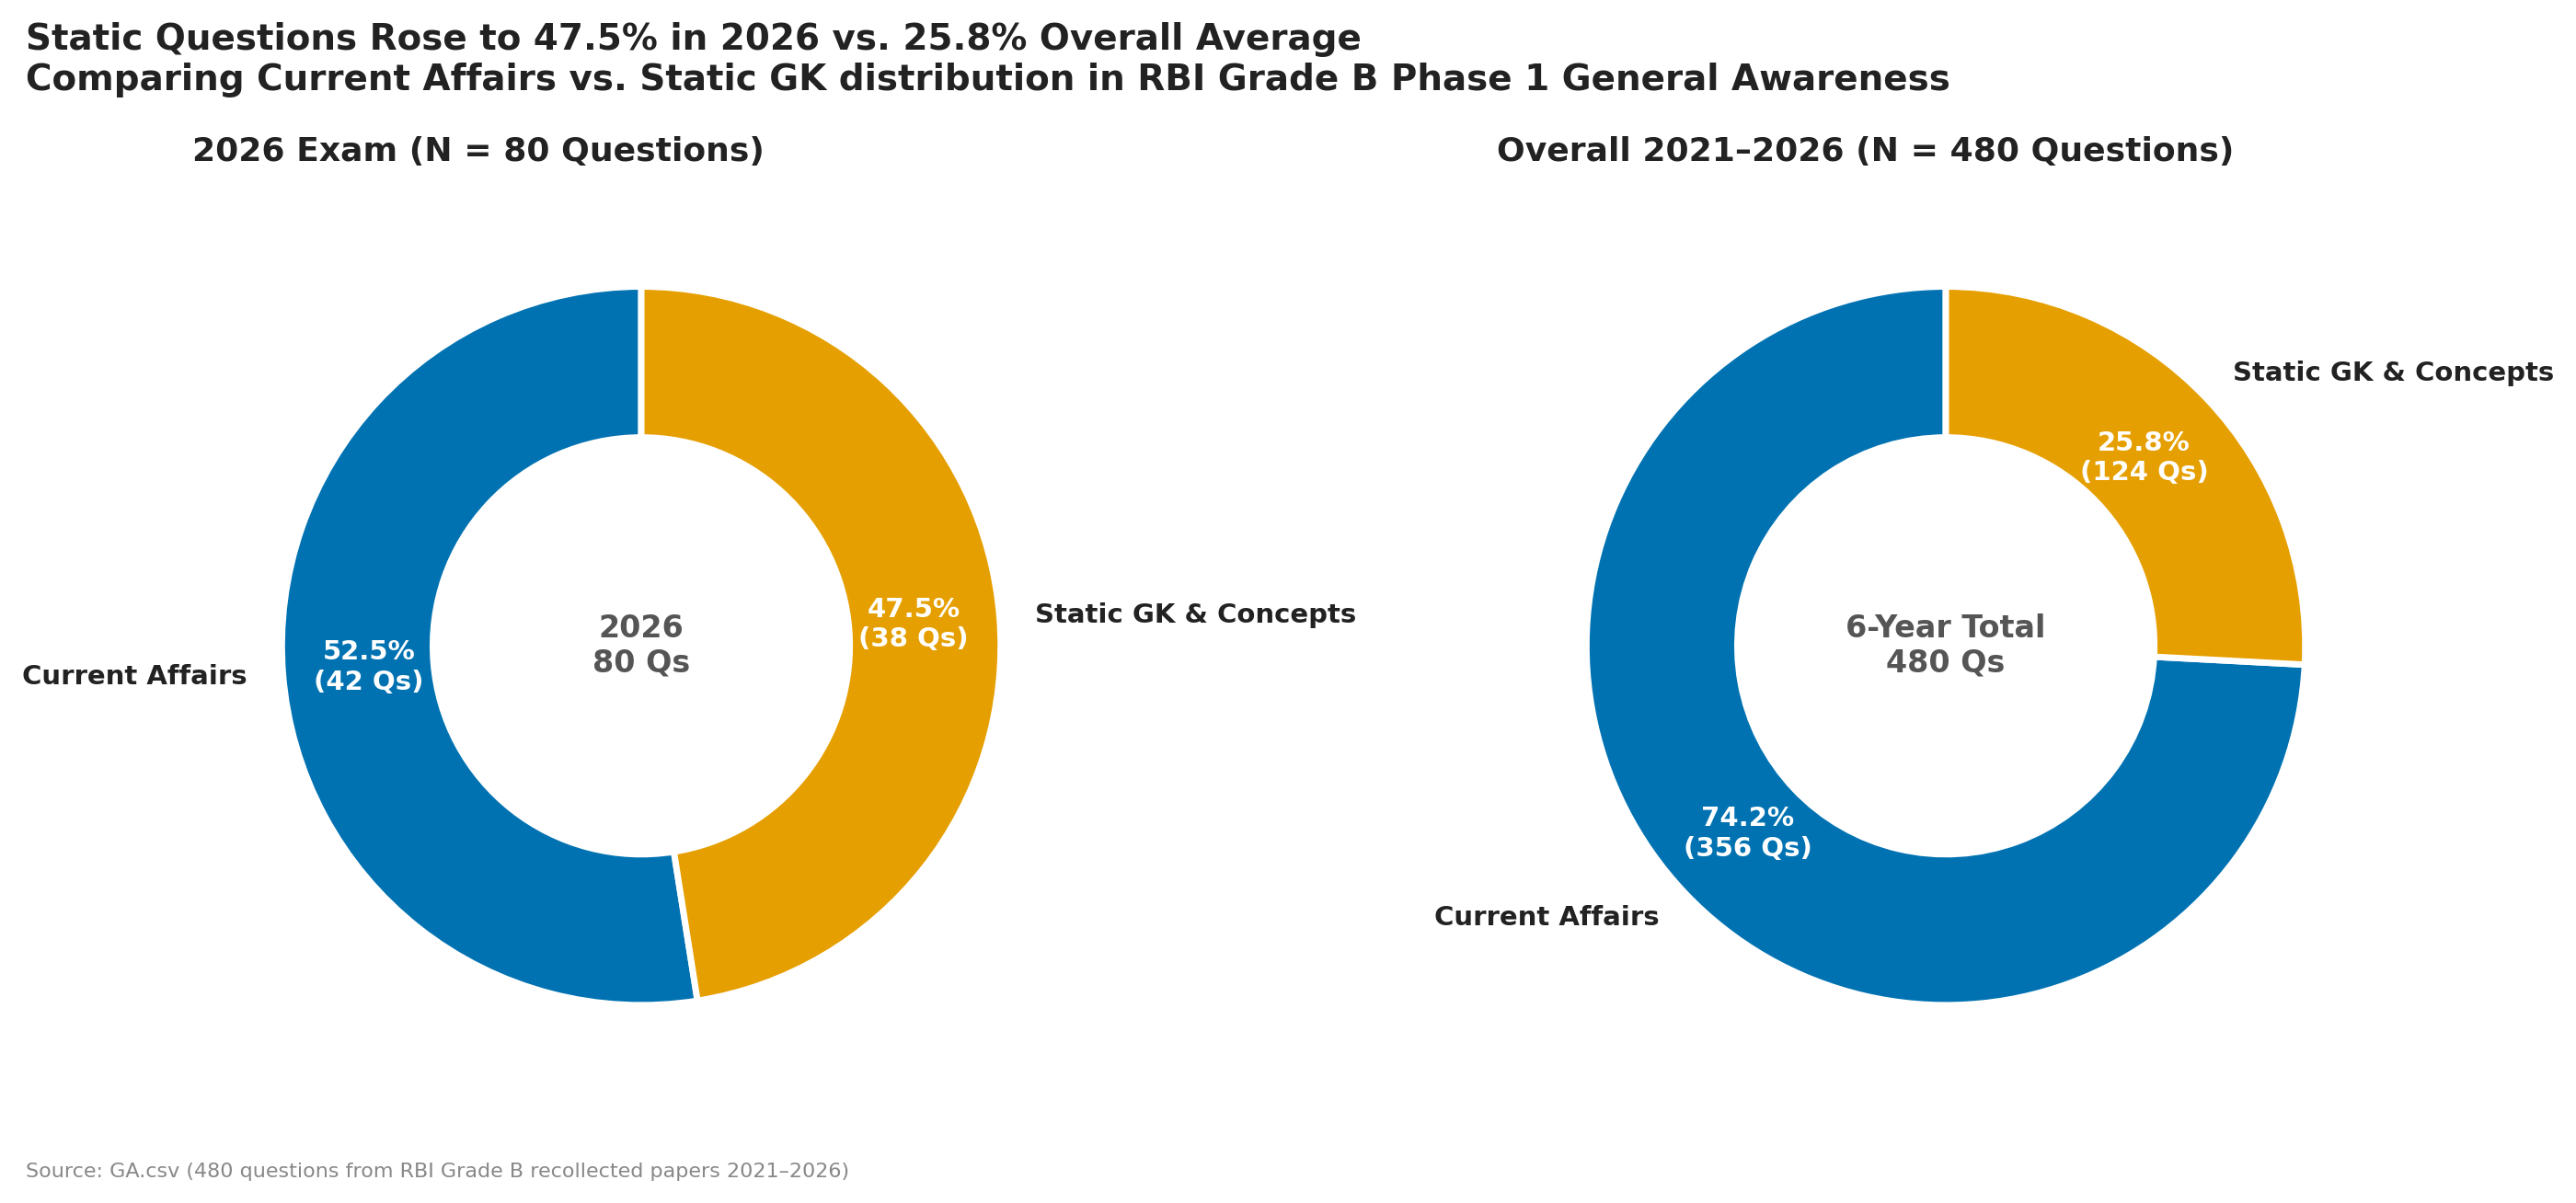 Static Questions Rose to 47.5% in 2026 vs. 25.8% Overall Average
Comparing Current Affairs vs. Static GK distribution in RBI Grade B Phase 1 General Awareness
2026 Exam (N = 80 Questions)
47.5%
(38 Qs)
Static GK & Concepts
2026
80 Qs
52.5%
(42 Qs)
Current Affairs
Overall 2021–2026 (N = 480 Questions)
Static GK & Concepts
25.8%
(124 Qs)
6-Year Total
480 Qs
74.2%
(356 Qs)
Current Affairs
Source: GA.csv (480 questions from RBI Grade B recollected papers 2021–2026)